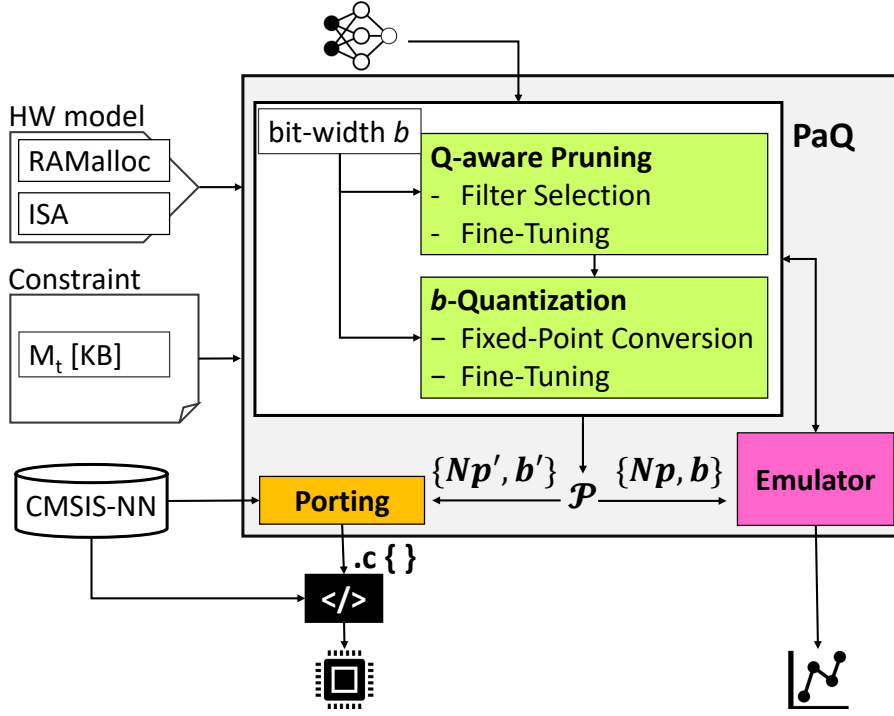 HW model
RAMalloc
ISA
Constraint
Mₜ [KB]
CMSIS-NN
PaQ
bit-width b
Q-aware Pruning
- Filter Selection
- Fine-Tuning
b-Quantization
− Fixed-Point Conversion
− Fine-Tuning
{Np′, b′}
𝒫
{Np, b}
Porting
Emulator
.c { }
</>